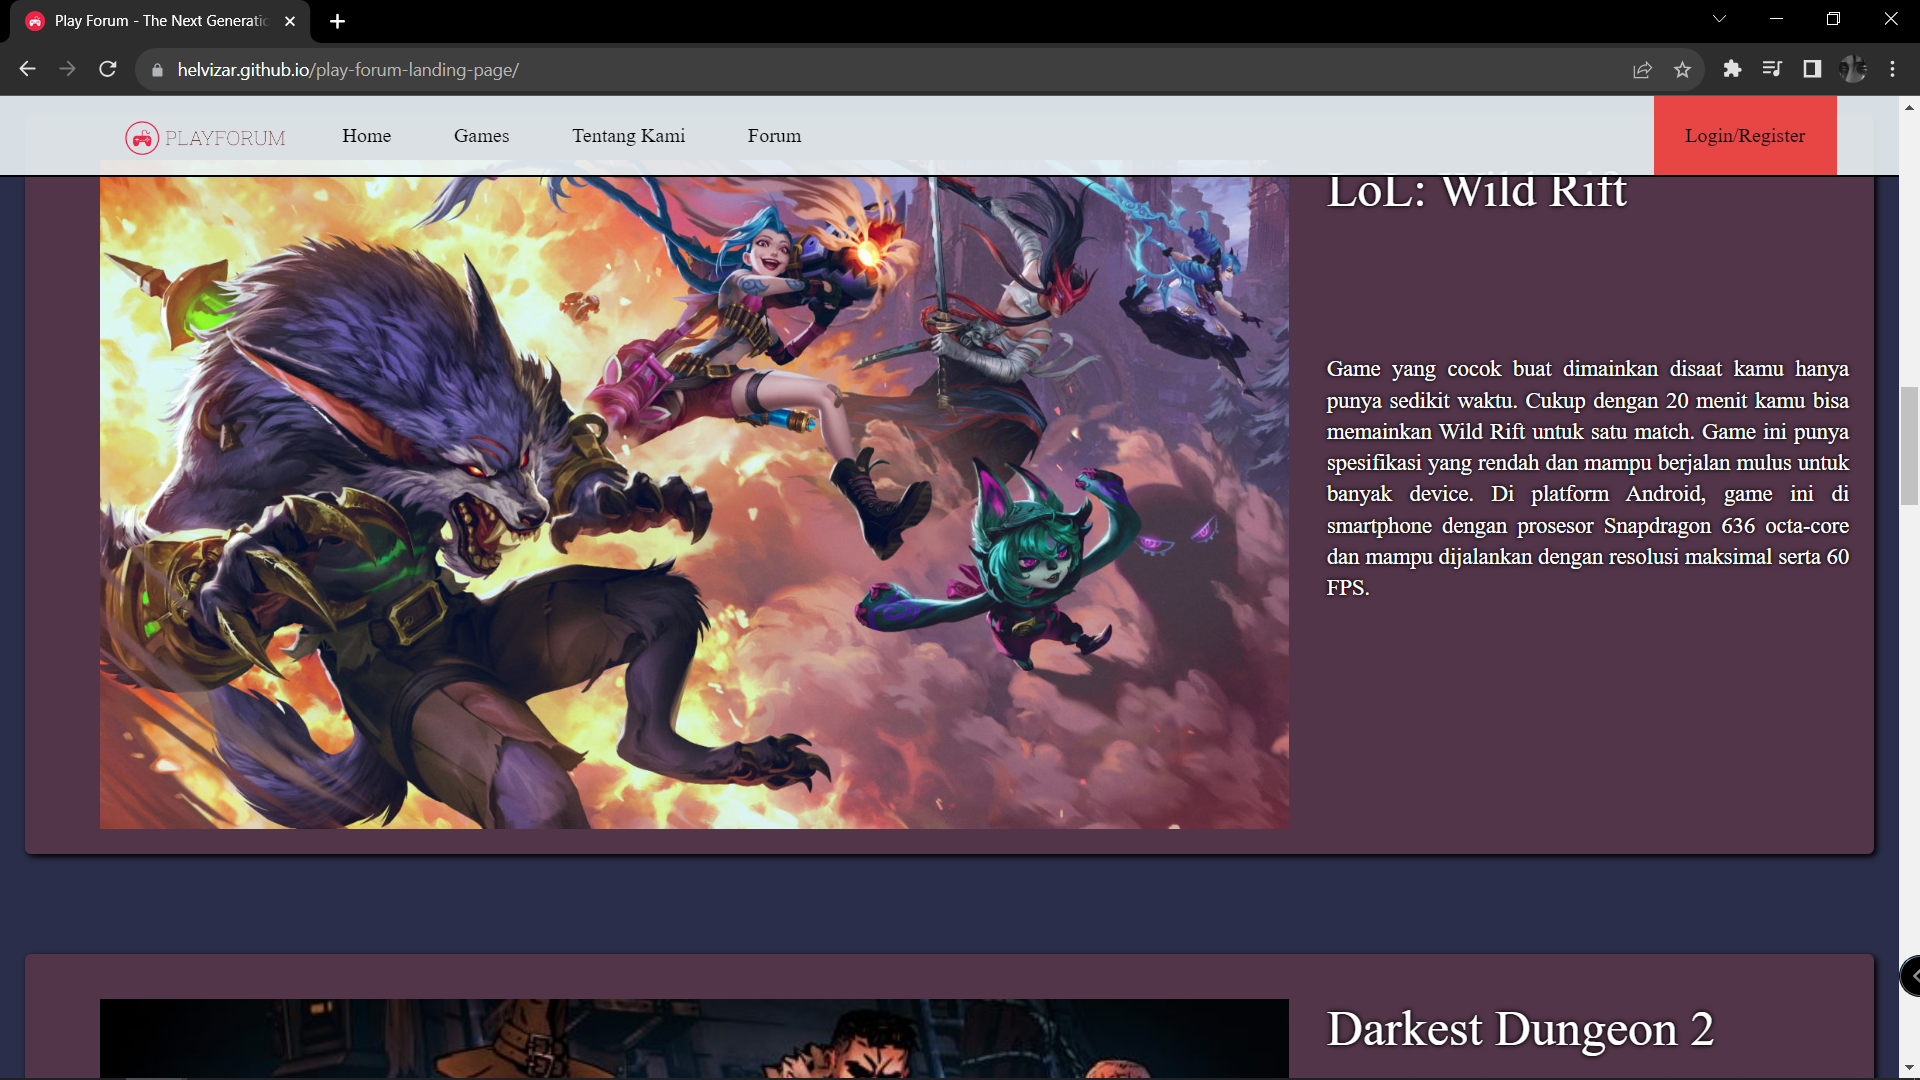 Play Forum - The Next Generatio
helvizar.github.io/play-forum-landing-page/
PLAYFORUM
Home
Games
Tentang Kami
Forum
Login/Register
LoL: Wild Rift
Game yang cocok buat dimainkan disaat kamu hanya
punya sedikit waktu. Cukup dengan 20 menit kamu bisa
memainkan Wild Rift untuk satu match. Game ini punya
spesifikasi yang rendah dan mampu berjalan mulus untuk
banyak device. Di platform Android, game ini di
smartphone dengan prosesor Snapdragon 636 octa-core
dan mampu dijalankan dengan resolusi maksimal serta 60
FPS.
Darkest Dungeon 2